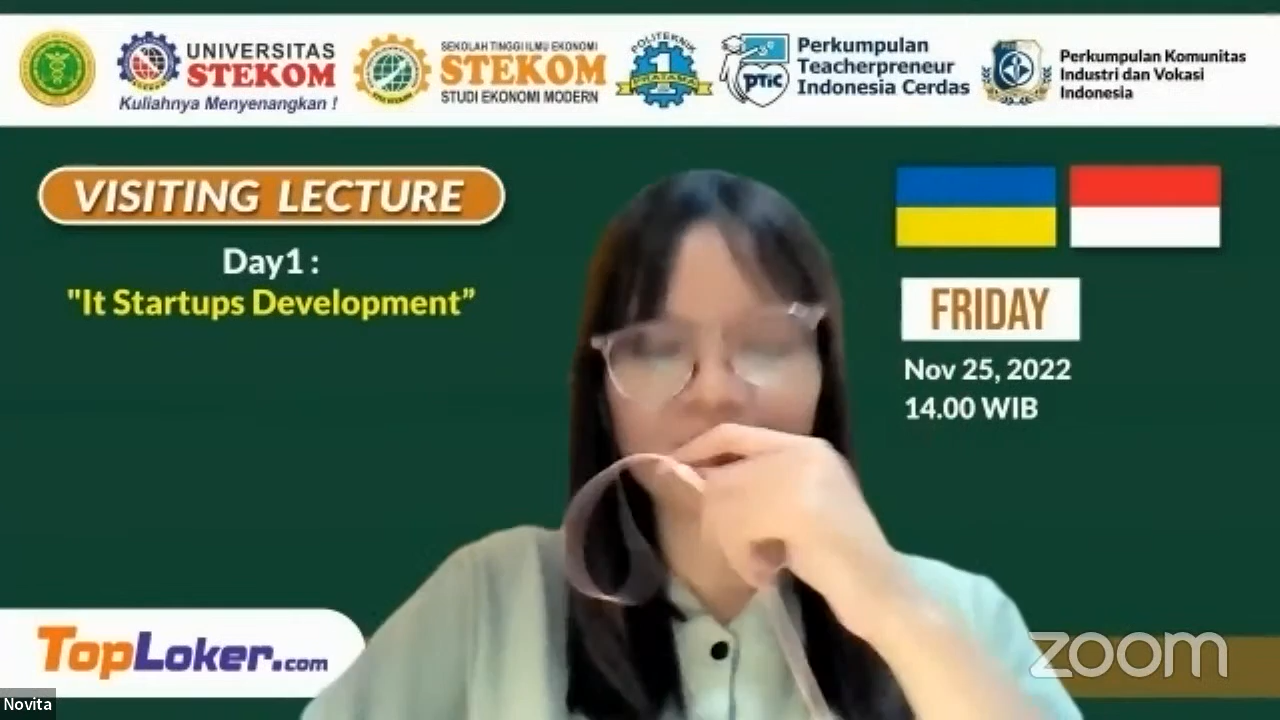 UNIVERSITAS
STEKOM
Kuliahnya Menyenangkan !
SEKOLAH TINGGI ILMU EKONOMI
STEKOM
STUDI EKONOMI MODERN
POLITEKNIK
1
PRATAMA
PTIC
Perkumpulan
Teacherpreneur
Indonesia Cerdas
Perkumpulan Komunitas
Industri dan Vokasi
Indonesia
VISITING LECTURE
Day1 :
"It Startups Development”
FRIDAY
Nov 25, 2022
14.00 WIB
TopLoker.com
zoom
Novita